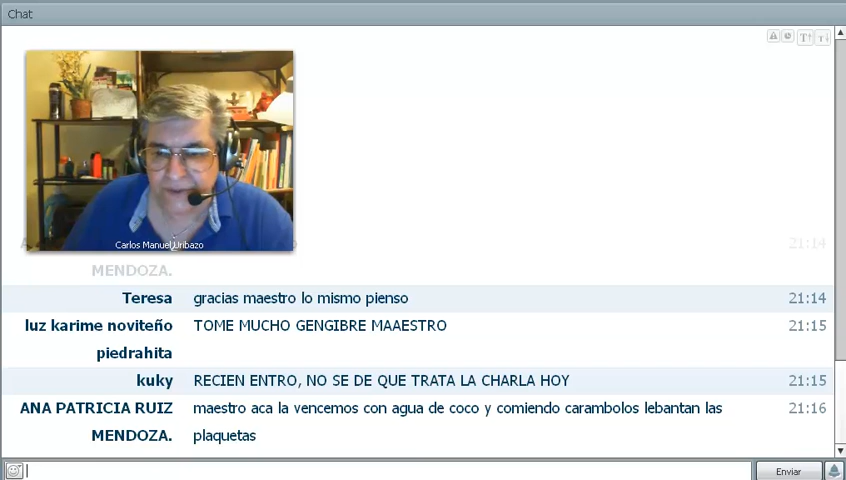 Chat
Carlos Manuel Uribazo
21:14
MENDOZA.
Teresa gracias maestro lo mismo pienso 21:14
luz karime noviteño TOME MUCHO GENGIBRE MAAESTRO 21:15
piedrahita
kuky RECIEN ENTRO, NO SE DE QUE TRATA LA CHARLA HOY 21:15
ANA PATRICIA RUIZ maestro aca la vencemos con agua de coco y comiendo carambolos lebantan las 21:16
MENDOZA. plaquetas
Enviar